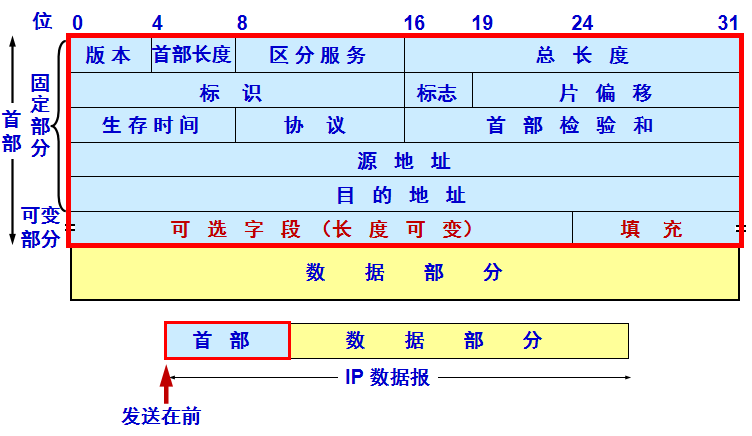 位 0 4 8 16 19 24 31
版本 首部长度 区分服务 总长度
标识 标志 片偏移
生存时间 协议 首部检验和
源地址
目的地址
可选字段（长度可变） 填充
数据部分
首部
固定部分
可变部分
首部 数据部分
IP 数据报
发送在前